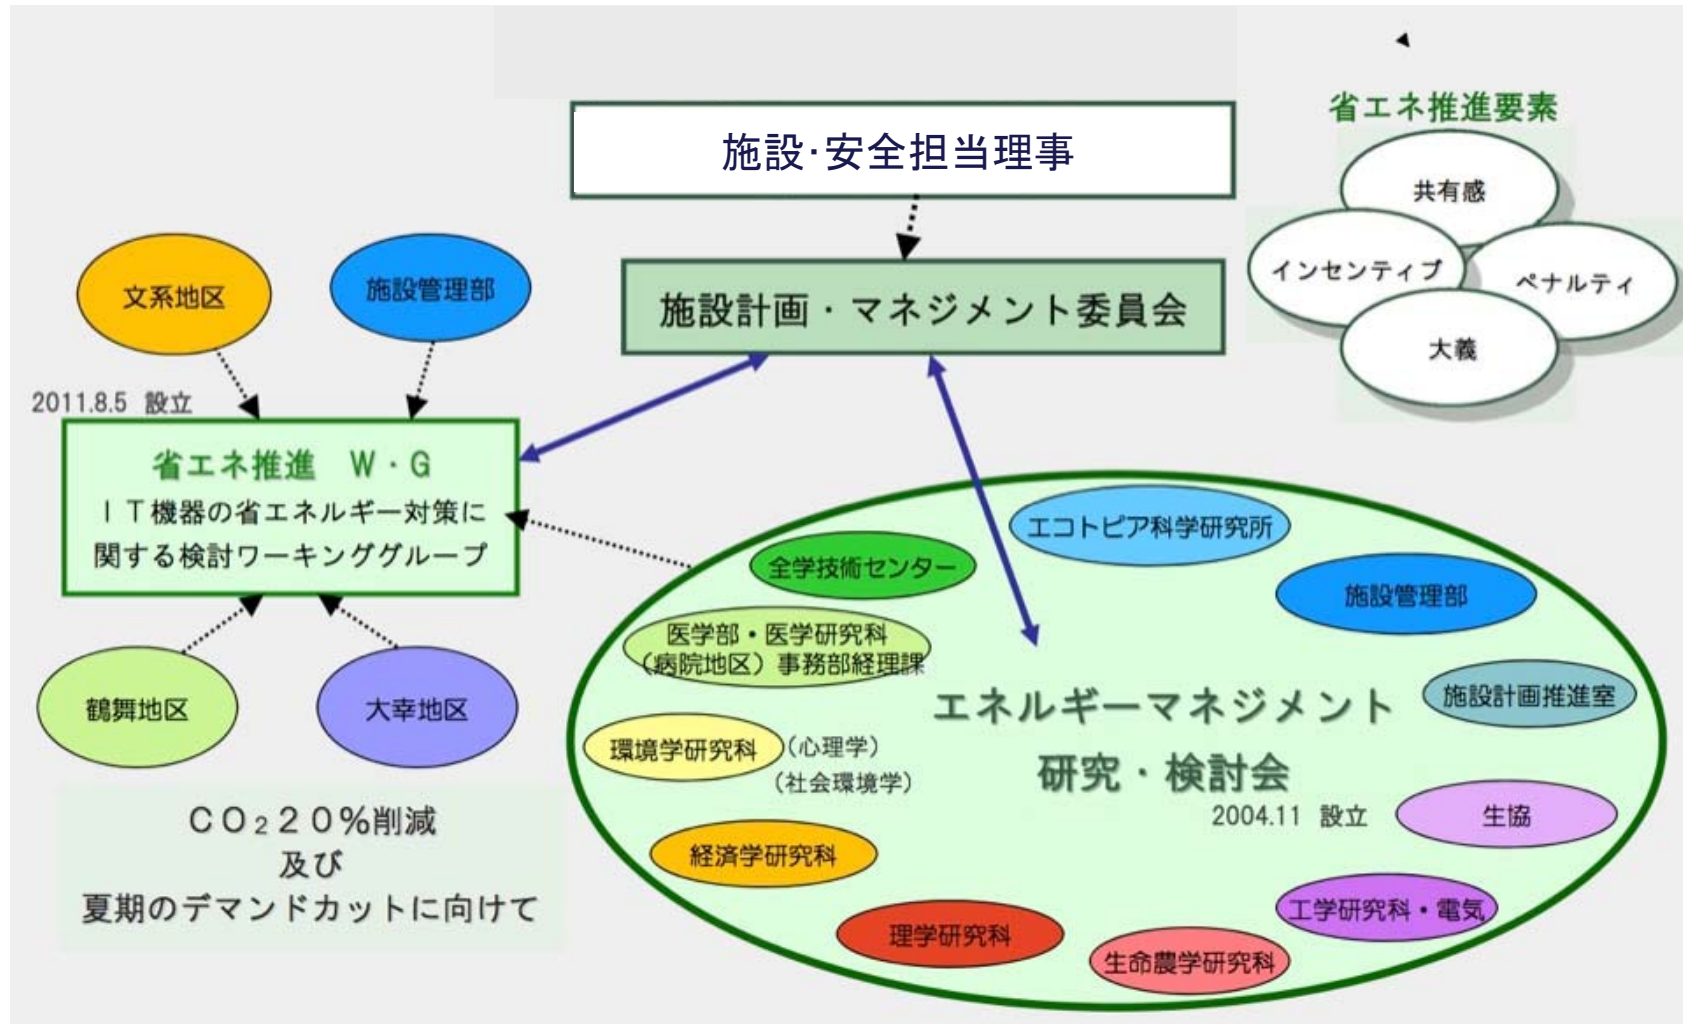 施設・安全担当理事
省エネ推進要素
共有感
インセンティブ
ペナルティ
大義
施設計画・マネジメント委員会
文系地区
施設管理部
2011.8.5 設立
省エネ推進 W・G
IT機器の省エネルギー対策に
関する検討ワーキンググループ
鶴舞地区
大幸地区
CO₂20%削減
及び
夏期のデマンドカットに向けて
エコトピア科学研究所
全学技術センター
施設管理部
医学部・医学研究科
(病院地区)事務部経理課
施設計画推進室
エネルギーマネジメント
研究・検討会
2004.11 設立
環境学研究科
(心理学)
(社会環境学)
生協
経済学研究科
工学研究科・電気
理学研究科
生命農学研究科